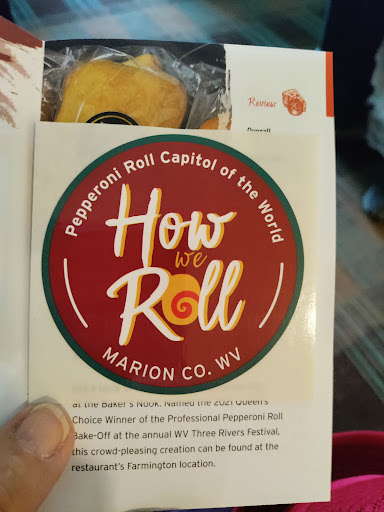 Review
Overall
Pepperoni Roll Capitol of the World
How
we
Roll
MARION CO. WV
at the Baker's Nook. Named the 2021 Queen's
Choice Winner of the Professional Pepperoni Roll
Bake-Off at the annual WV Three Rivers Festival,
this crowd-pleasing creation can be found at the
restaurant's Farmington location.